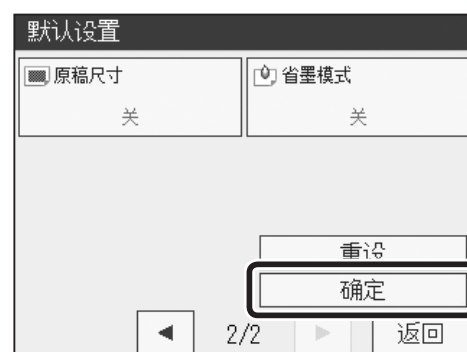 默认设置
原稿尺寸 省墨模式
关 关
重设
确定
2/2 返回